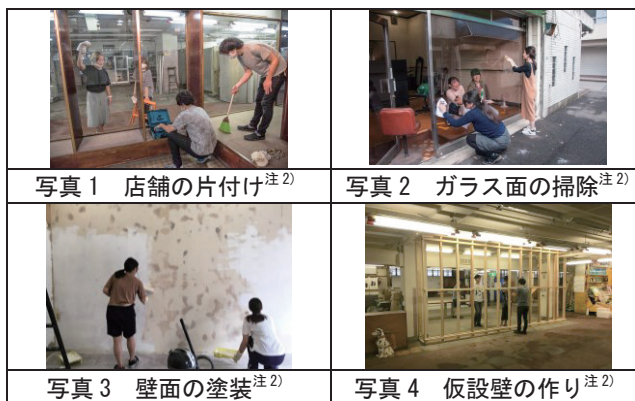 写真 1 店舗の片付け注 2)
写真 2 ガラス面の掃除注 2)
写真 3 壁面の塗装注 2)
写真 4 仮設壁の作り注 2)